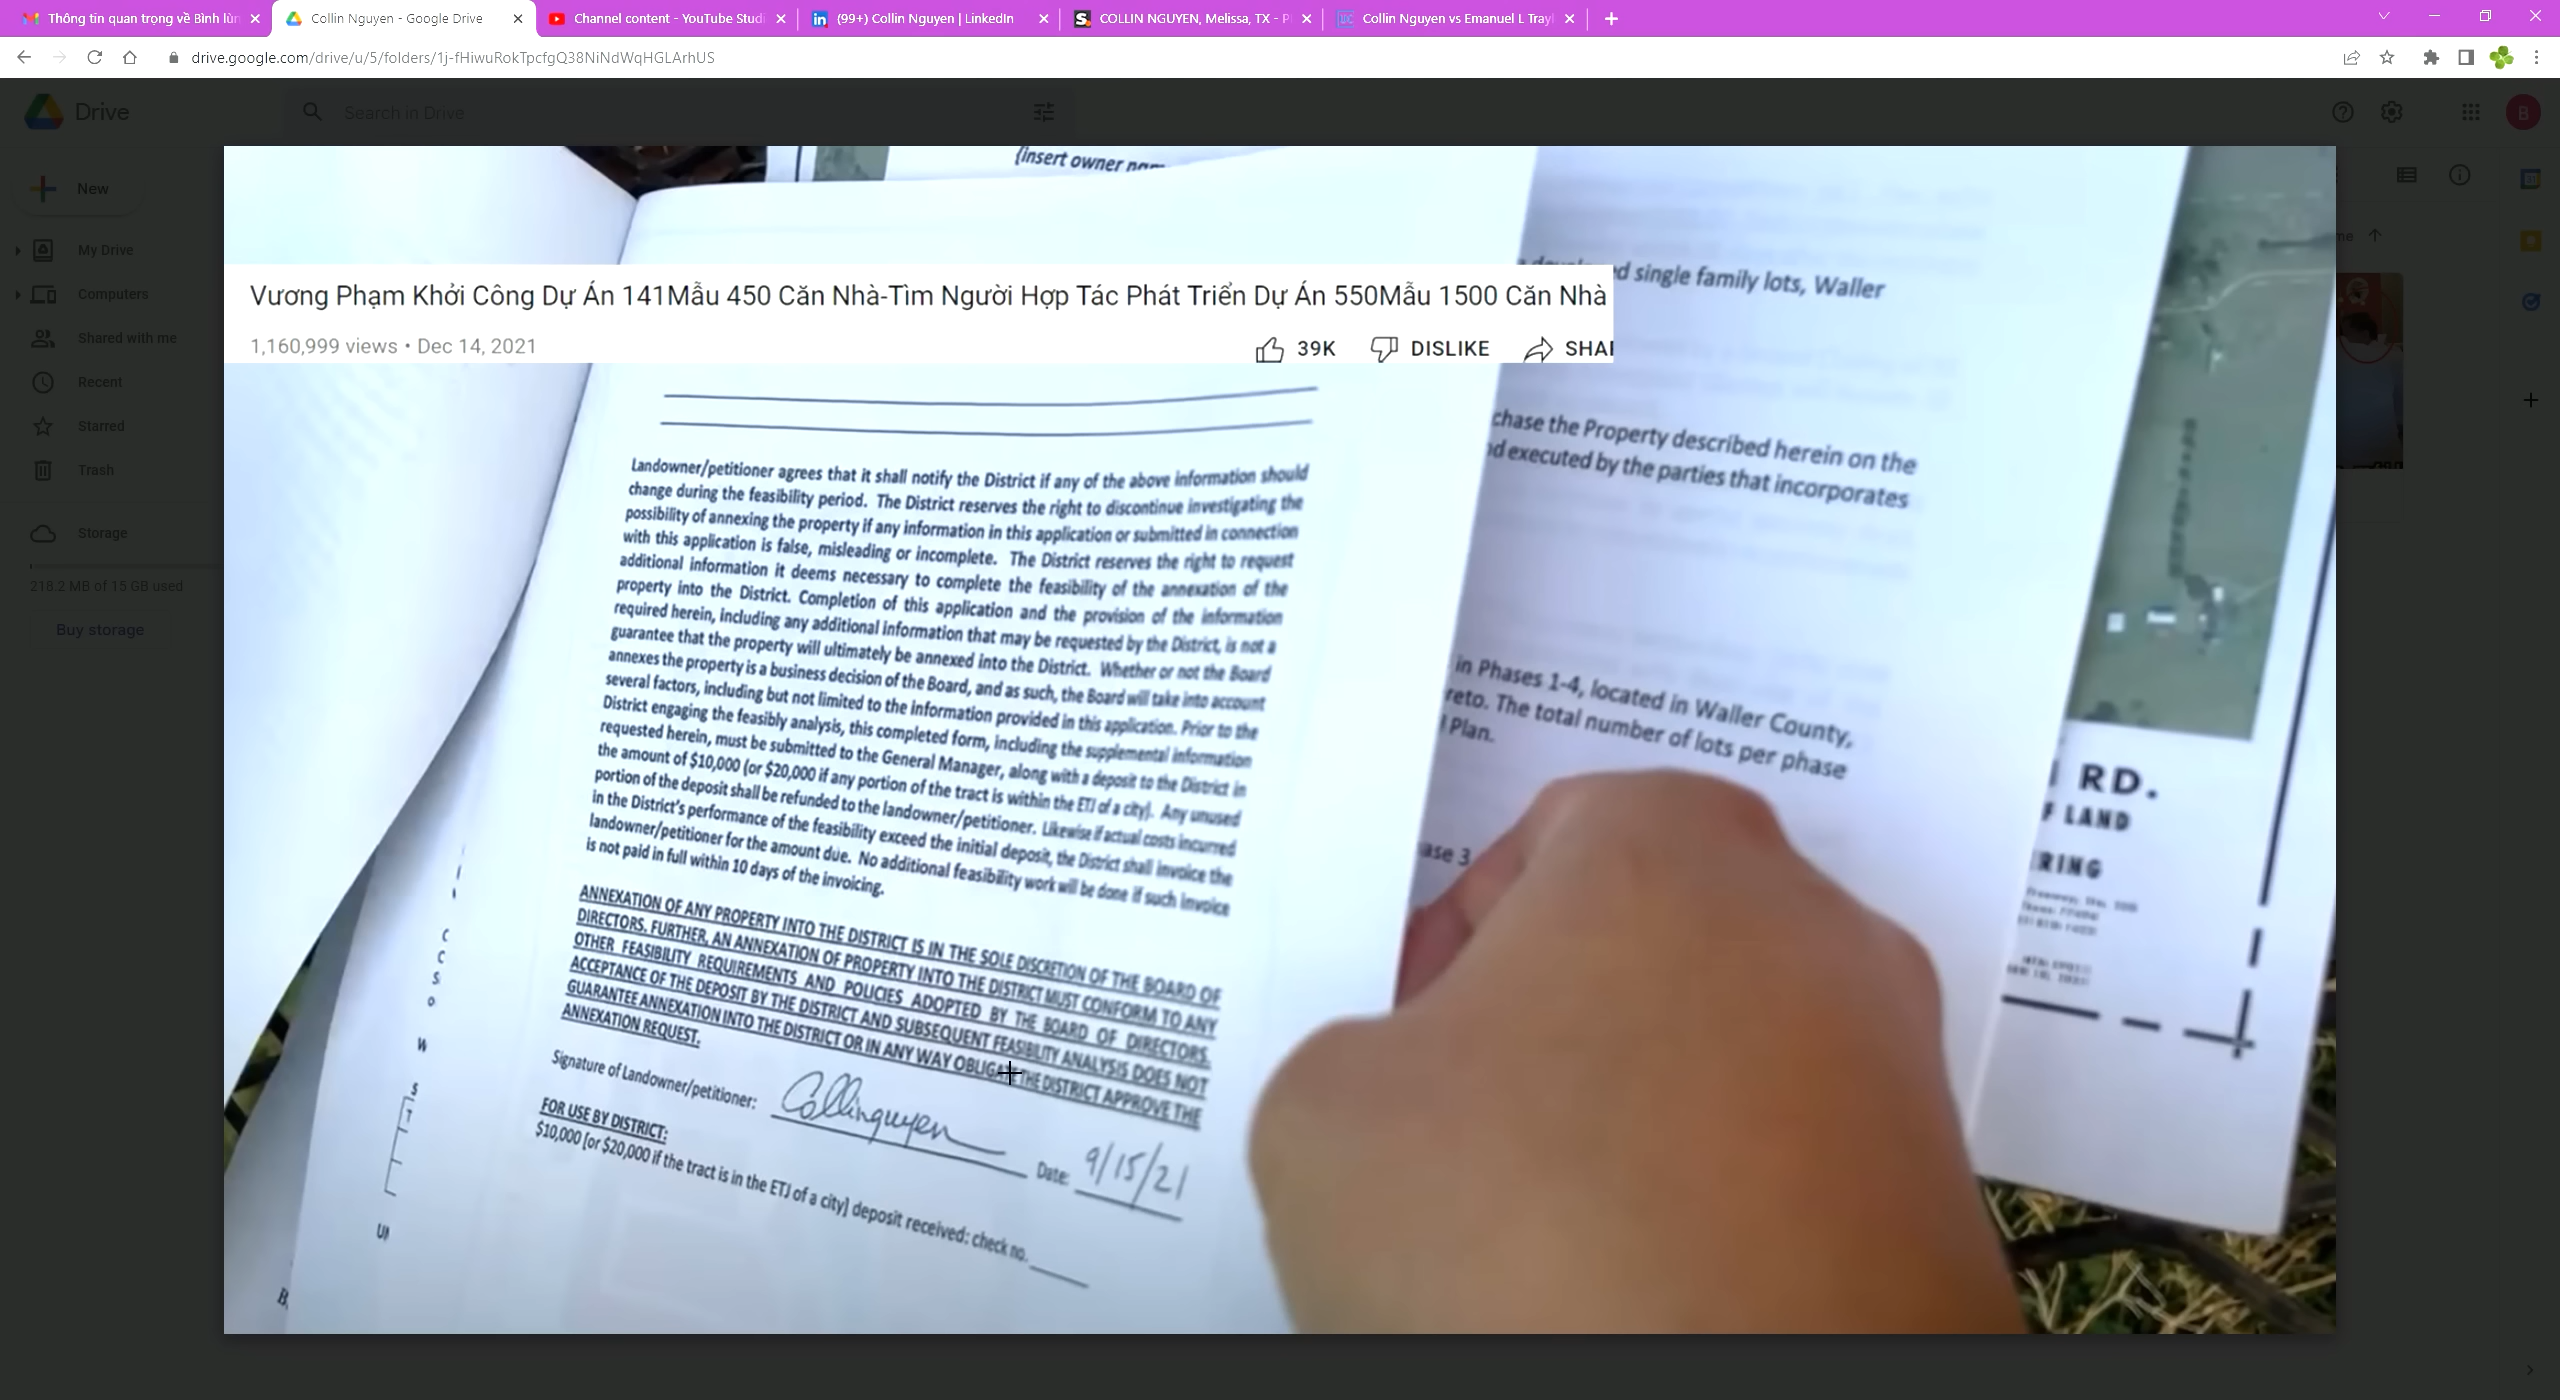 Thông tin quan trọng về Bình lùn
Collin Nguyen - Google Drive
Channel content - YouTube Studi
(99+) Collin Nguyen | LinkedIn
COLLIN NGUYEN, Melissa, TX - P
Collin Nguyen vs Emanuel L Trayl
drive.google.com/drive/u/5/folders/1j-fHiwuRokTpcfgQ38NiNdWqHGLArhUS
Drive
Search in Drive
B
New
My Drive
Computers
Shared with me
Recent
Starred
Trash
Storage
218.2 MB of 15 GB used
Buy storage
(insert owner
Vương Phạm Khởi Công Dự Án 141Mẫu 450 Căn Nhà-Tìm Người Hợp Tác Phát Triển Dự Án 550Mẫu 1500 Căn Nhà
1,160,999 views • Dec 14, 2021
39K DISLIKE SHAR
Landowner/petitioner agrees that it shall notify the District if any of the above information should
change during the feasibility period. The District reserves the right to discontinue investigating the
possibility of annexing the property if any information in this application or submitted in connection
with this application is false, misleading or incomplete. The District reserves the right to request
additional information it deems necessary to complete the feasibility of the annexation of the
property into the District. Completion of this application and the provision of the information
required herein, including any additional information that may be requested by the District, is not a
guarantee that the property will ultimately be annexed into the District. Whether or not the Board
annexes the property is a business decision of the Board, and as such, the Board will take into account
several factors, including but not limited to the information provided in this application. Prior to the
District engaging the feasibly analysis, this completed form, including the supplemental information
requested herein, must be submitted to the General Manager, along with a deposit to the District in
the amount of $10,000 (or $20,000 if any portion of the tract is within the ETJ of a city). Any unused
portion of the deposit shall be refunded to the landowner/petitioner. Likewise if actual costs incurred
in the District's performance of the feasibility exceed the initial deposit, the District shall invoice the
landowner/petitioner for the amount due. No additional feasibility work will be done if such invoice
is not paid in full within 10 days of the invoicing.
ANNEXATION OF ANY PROPERTY INTO THE DISTRICT IS IN THE SOLE DISCRETION OF THE BOARD OF
DIRECTORS. FURTHER, AN ANNEXATION OF PROPERTY INTO THE DISTRICT MUST CONFORM TO ANY
OTHER FEASIBILITY REQUIREMENTS AND POLICIES ADOPTED BY THE BOARD OF DIRECTORS.
ACCEPTANCE OF THE DEPOSIT BY THE DISTRICT AND SUBSEQUENT FEASIBILITY ANALYSIS DOES NOT
GUARANTEE ANNEXATION INTO THE DISTRICT OR IN ANY WAY OBLIGATE THE DISTRICT APPROVE THE
ANNEXATION REQUEST.
Signature of Landowner/petitioner: Collinguyen Date: 9/15/21
FOR USE BY DISTRICT:
$10,000 [or $20,000 if the tract is in the ETJ of a city] deposit received: check no.
d single family lots, Waller
chase the Property described herein on the
d executed by the parties that incorporates
in Phases 1-4, located in Waller County,
reto. The total number of lots per phase
l Plan.
ase 3
RD.
F LAND
RING